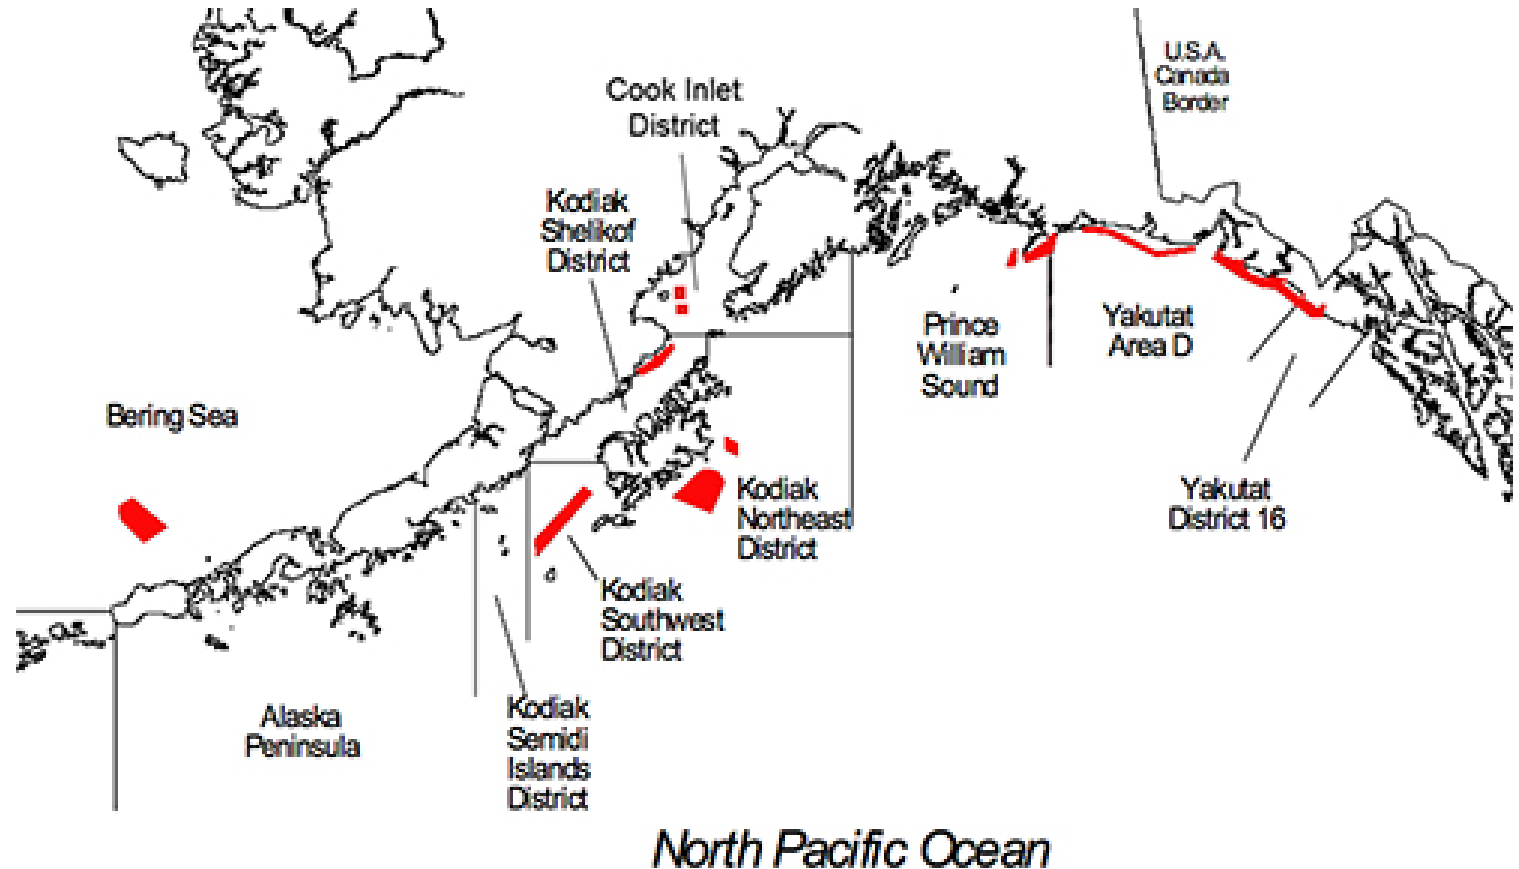 U.S.A.
Canada
Border
Cook Inlet
District
Kodiak
Shelikof
District
Prince
William
Sound
Yakutat
Area D
Bering Sea
Kodiak
Northeast
District
Yakutat
District 16
Kodiak
Southwest
District
Alaska
Peninsula
Kodiak
Semidi
Islands
District
North Pacific Ocean